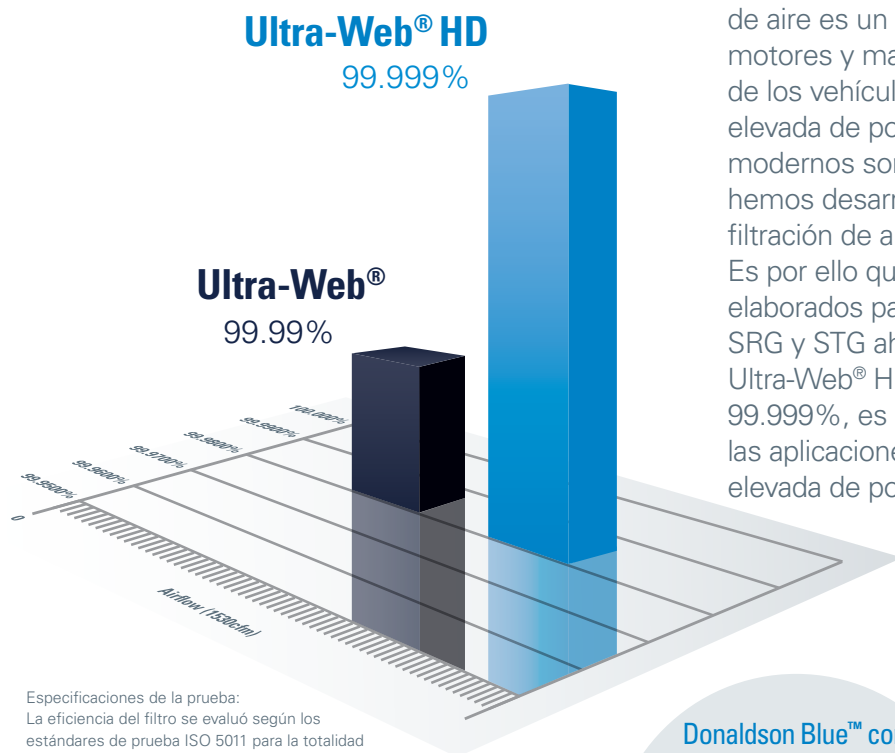 Ultra-Web® HD
99.999%
Ultra-Web®
99.99%
100.000%
99.9900%
99.9800%
99.9700%
99.9600%
99.9500%
0
Airflow (1530cfm)
Especificaciones de la prueba:
La eficiencia del filtro se evaluó según los
estándares de prueba ISO 5011 para la totalidad
de aire es un
motores y ma
de los vehícul
elevada de po
modernos son
hemos desarr
filtración de a
Es por ello qu
elaborados pa
SRG y STG ah
Ultra-Web® H
99.999%, es
las aplicacione
elevada de po
Donaldson Blue™ co